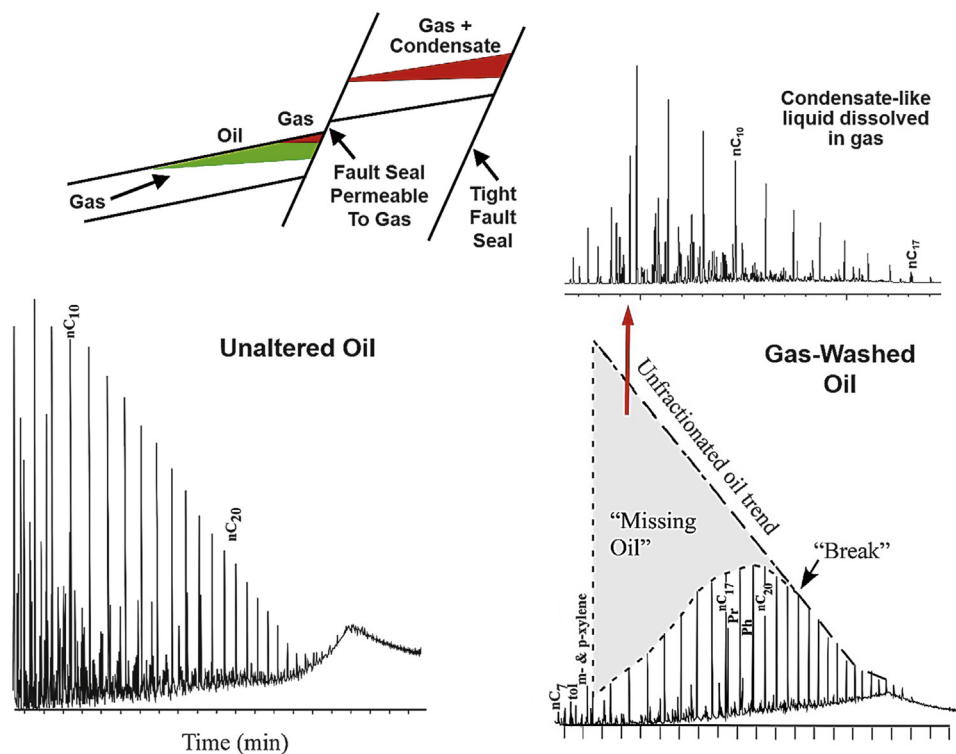 Gas +
Condensate
Gas
Oil
Gas
Fault Seal
Permeable
To Gas
Tight
Fault
Seal
Condensate-like
liquid dissolved
in gas
nC10
nC17
nC10
Unaltered Oil
nC20
Time (min)
Gas-Washed
Oil
Unfractionated oil trend
"Missing
Oil"
"Break"
nC7
tol
m- & p-xylene
nC17
Pr
Ph
nC20